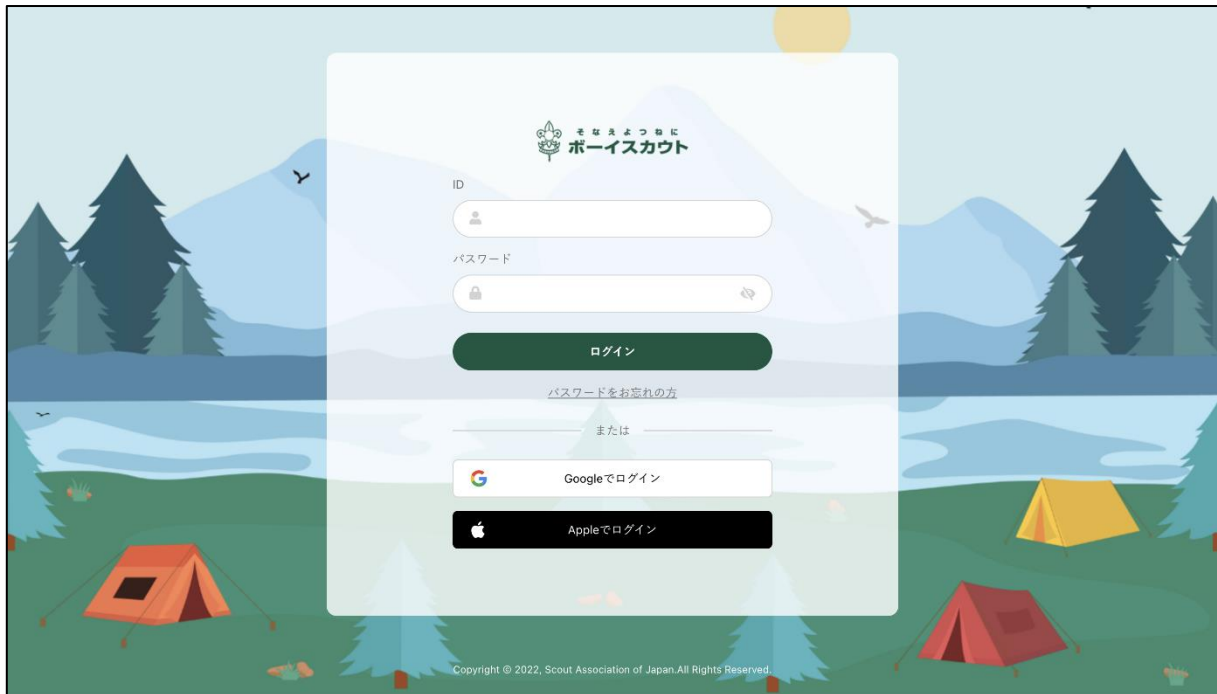 そなえよつねに
ボーイスカウト
ID
パスワード
ログイン
パスワードをお忘れの方
または
Googleでログイン
Appleでログイン
Copyright © 2022, Scout Association of Japan.All Rights Reserved.